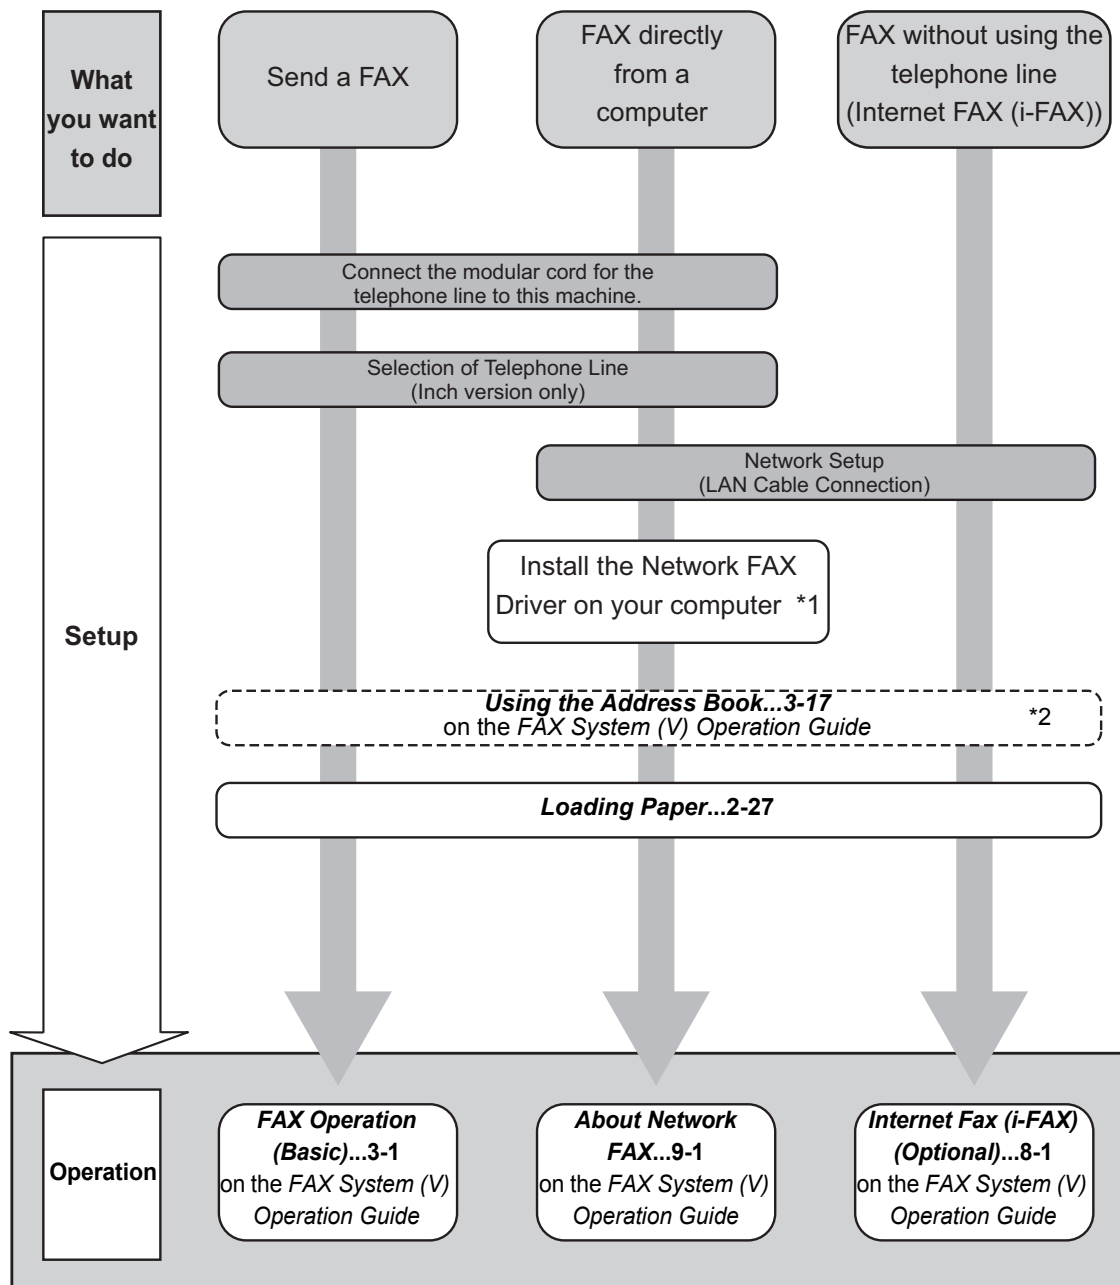 What
you want
to do
Send a FAX
FAX directly
from a
computer
FAX without using the
telephone line
(Internet FAX (i-FAX))
Setup
Connect the modular cord for the
telephone line to this machine.
Selection of Telephone Line
(Inch version only)
Network Setup
(LAN Cable Connection)
Install the Network FAX
Driver on your computer *1
Using the Address Book...3-17
on the FAX System (V) Operation Guide
*2
Loading Paper...2-27
Operation
FAX Operation
(Basic)...3-1
on the FAX System (V)
Operation Guide
About Network
FAX...9-1
on the FAX System (V)
Operation Guide
Internet Fax (i-FAX)
(Optional)...8-1
on the FAX System (V)
Operation Guide